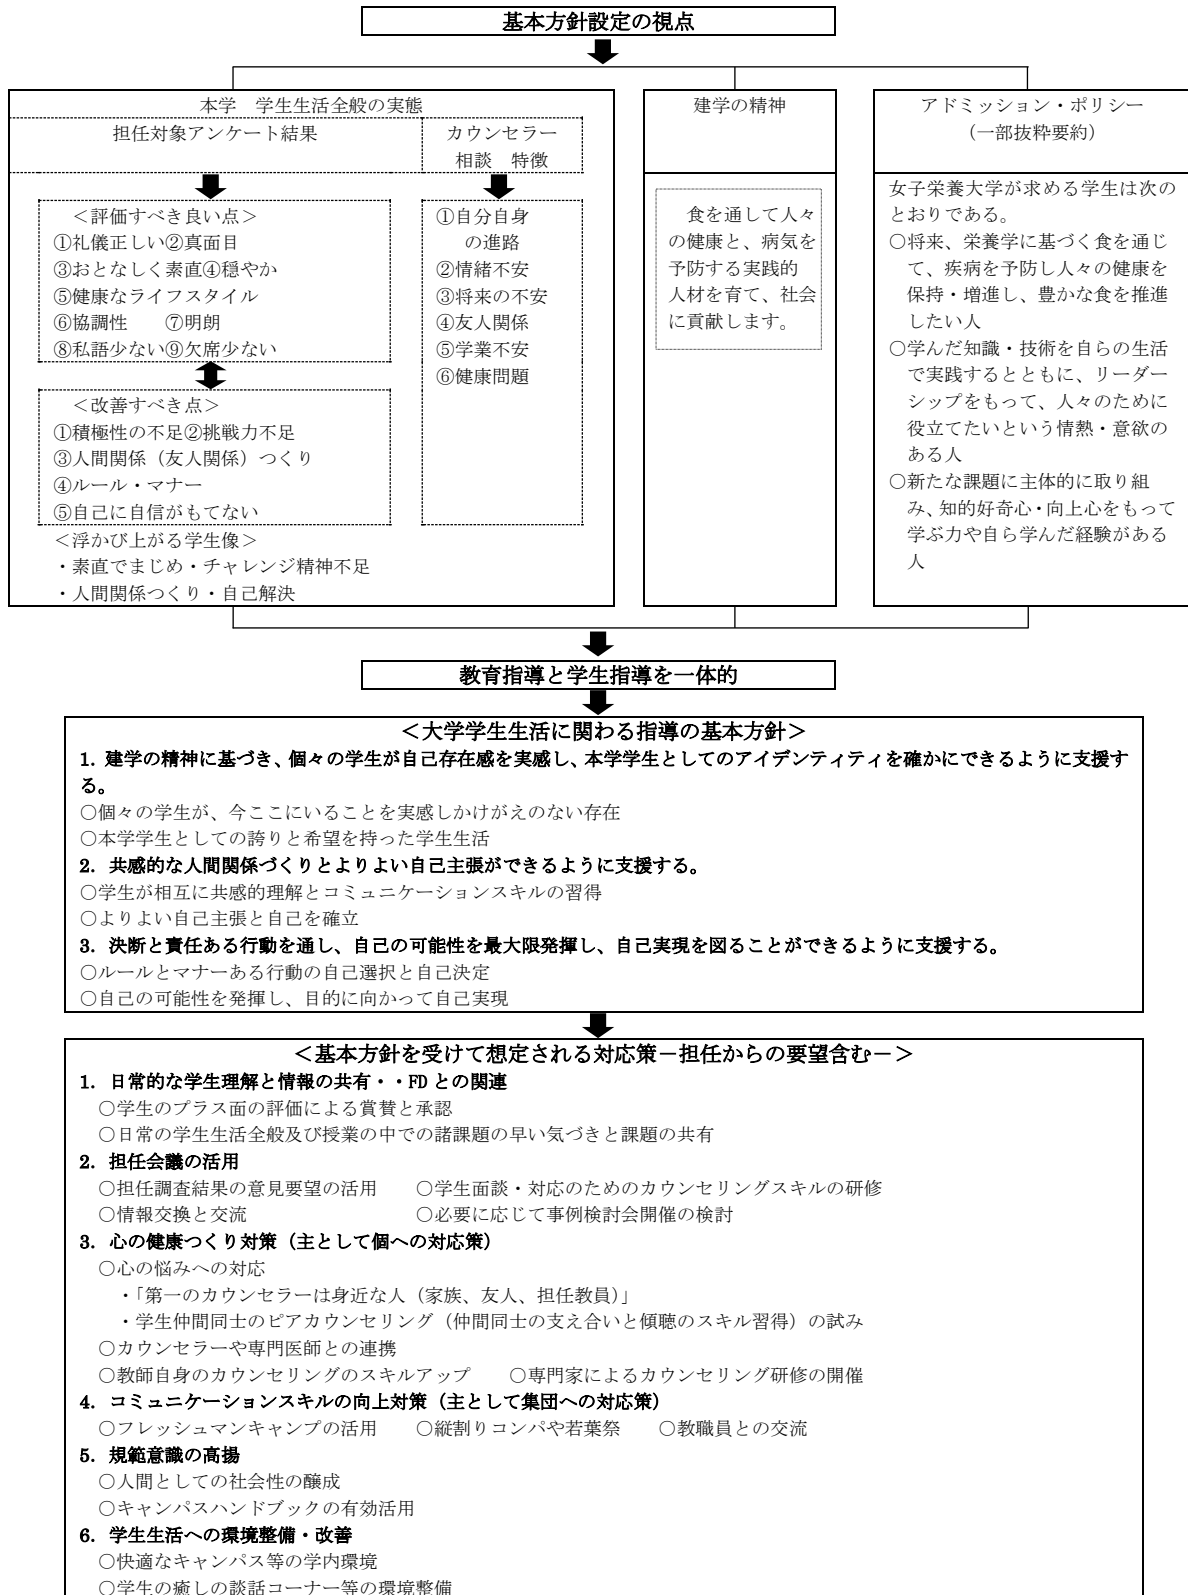 基本方針設定の視点
本学　学生生活全般の実態
担任対象アンケート結果
カウンセラー
相談　特徴
＜評価すべき良い点＞
①礼儀正しい②真面目
③おとなしく素直④穏やか
⑤健康なライフスタイル
⑥協調性　　⑦明朗
⑧私語少ない⑨欠席少ない
＜改善すべき点＞
①積極性の不足②挑戦力不足
③人間関係（友人関係）つくり
④ルール・マナー
⑤自己に自信がもてない
＜浮かび上がる学生像＞
・素直でまじめ・チャレンジ精神不足
・人間関係つくり・自己解決
①自分自身
の進路
②情緒不安
③将来の不安
④友人関係
⑤学業不安
⑥健康問題
建学の精神
食を通して人々
の健康と、病気を
予防する実践的
人材を育て、社会
に貢献します。
アドミッション・ポリシー
（一部抜粋要約）
女子栄養大学が求める学生は次の
とおりである。
○将来、栄養学に基づく食を通じ
て、疾病を予防し人々の健康を
保持・増進し、豊かな食を推進
したい人
○学んだ知識・技術を自らの生活
で実践するとともに、リーダー
シップをもって、人々のために
役立てたいという情熱・意欲の
ある人
○新たな課題に主体的に取り組
み、知的好奇心・向上心をもって
学ぶ力や自ら学んだ経験がある
人
教育指導と学生指導を一体的
＜大学学生生活に関わる指導の基本方針＞
1. 建学の精神に基づき、個々の学生が自己存在感を実感し、本学学生としてのアイデンティティを確かにできるように支援す
る。
○個々の学生が、今ここにいることを実感しかけがえのない存在
○本学学生としての誇りと希望を持った学生生活
2. 共感的な人間関係づくりとよりよい自己主張ができるように支援する。
○学生が相互に共感的理解とコミュニケーションスキルの習得
○よりよい自己主張と自己を確立
3. 決断と責任ある行動を通し、自己の可能性を最大限発揮し、自己実現を図ることができるように支援する。
○ルールとマナーある行動の自己選択と自己決定
○自己の可能性を発揮し、目的に向かって自己実現
＜基本方針を受けて想定される対応策－担任からの要望含む－＞
1. 日常的な学生理解と情報の共有・・FDとの関連
○学生のプラス面の評価による賞賛と承認
○日常の学生生活全般及び授業の中での諸課題の早い気づきと課題の共有
2. 担任会議の活用
○担任調査結果の意見要望の活用　　○学生面談・対応のためのカウンセリングスキルの研修
○情報交換と交流　　○必要に応じて事例検討会開催の検討
3. 心の健康つくり対策（主として個への対応策）
○心の悩みへの対応
・「第一のカウンセラーは身近な人（家族、友人、担任教員）」
・学生仲間同士のピアカウンセリング（仲間同士の支え合いと傾聴のスキル習得）の試み
○カウンセラーや専門医師との連携
○教師自身のカウンセリングのスキルアップ　　○専門家によるカウンセリング研修の開催
4. コミュニケーションスキルの向上対策（主として集団への対応策）
○フレッシュマンキャンプの活用　　○縦割りコンパや若葉祭　　○教職員との交流
5. 規範意識の高揚
○人間としての社会性の醸成
○キャンパスハンドブックの有効活用
6. 学生生活への環境整備・改善
○快適なキャンパス等の学内環境
○学生の癒しの談話コーナー等の環境整備